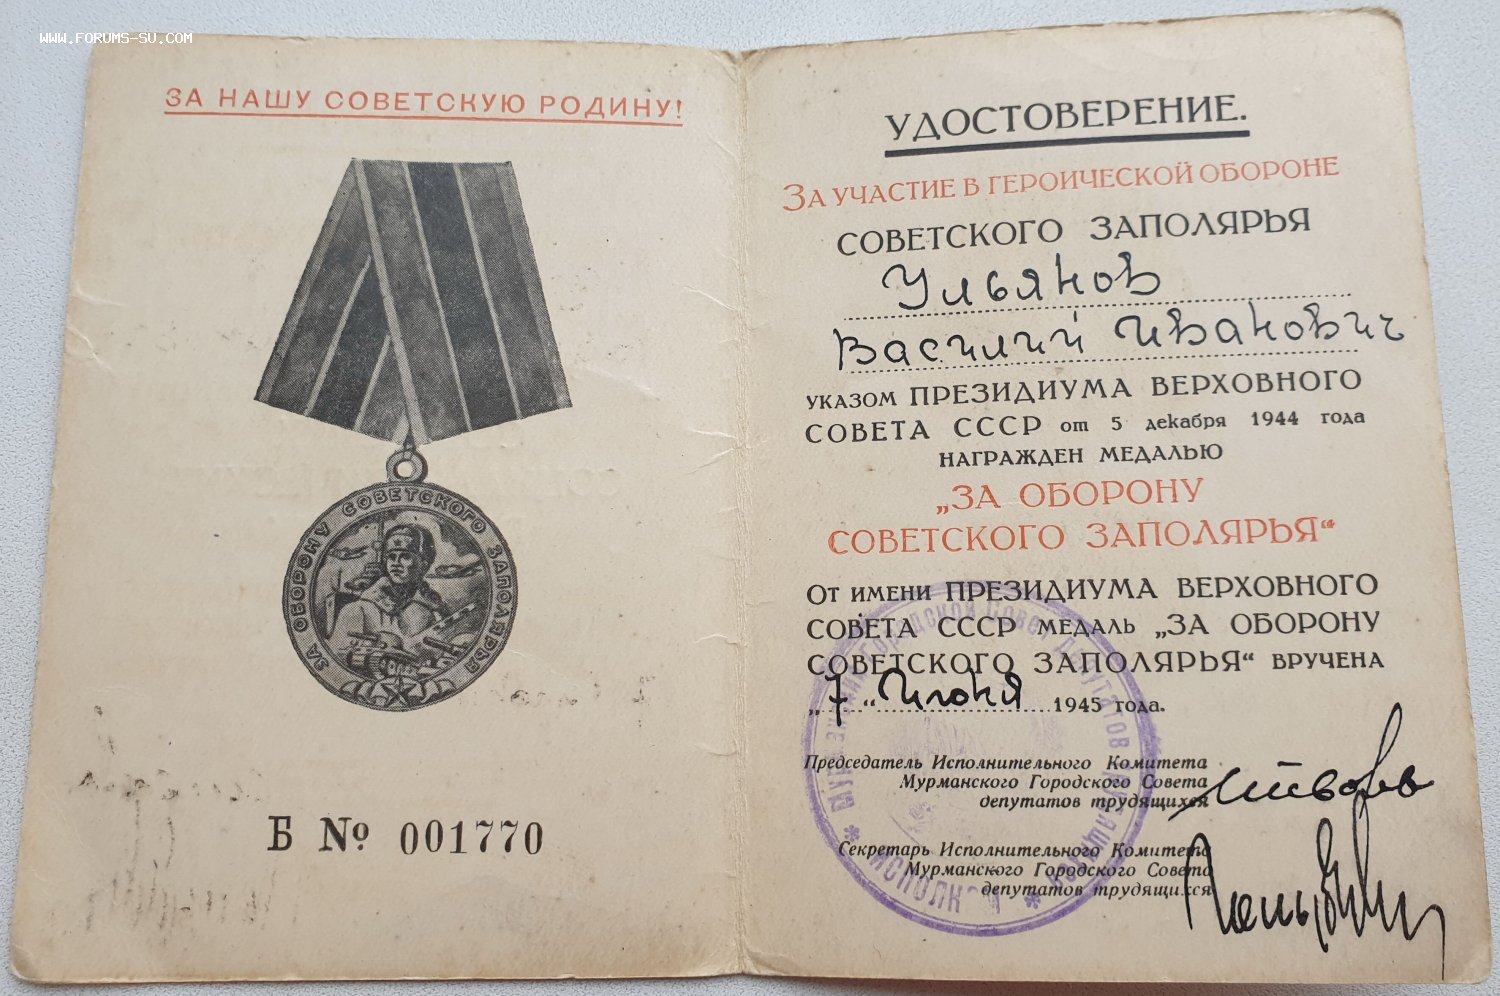 WWW.FORUMS-SU.COM
ЗА НАШУ СОВЕТСКУЮ РОДИНУ!
ЗА ОБОРОНУ СОВЕТСКОГО ЗАПОЛЯРЬЯ
Б № 001770
УДОСТОВЕРЕНИЕ.
ЗА УЧАСТИЕ В ГЕРОИЧЕСКОЙ ОБОРОНЕ
СОВЕТСКОГО ЗАПОЛЯРЬЯ
Ульянов
Василий Иванович
УКАЗОМ ПРЕЗИДИУМА ВЕРХОВНОГО
СОВЕТА СССР от 5 декабря 1944 года
НАГРАЖДЕН МЕДАЛЬЮ
„ЗА ОБОРОНУ
СОВЕТСКОГО ЗАПОЛЯРЬЯ“
ОТ ИМЕНИ ПРЕЗИДИУМА ВЕРХОВНОГО
СОВЕТА СССР МЕДАЛЬ „ЗА ОБОРОНУ
СОВЕТСКОГО ЗАПОЛЯРЬЯ“ ВРУЧЕНА
„7“ июня 1945 года.
Председатель Исполнительного Комитета
Мурманского Городского Совета
депутатов трудящихся
Секретарь Исполнительного Комитета
Мурманского Городского Совета
депутатов трудящихся